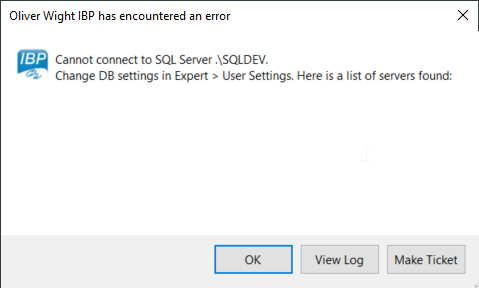 Oliver Wight IBP has encountered an error
IBP
Cannot connect to SQL Server .\SQLDEV.
Change DB settings in Expert > User Settings. Here is a list of servers found:
OK
View Log
Make Ticket